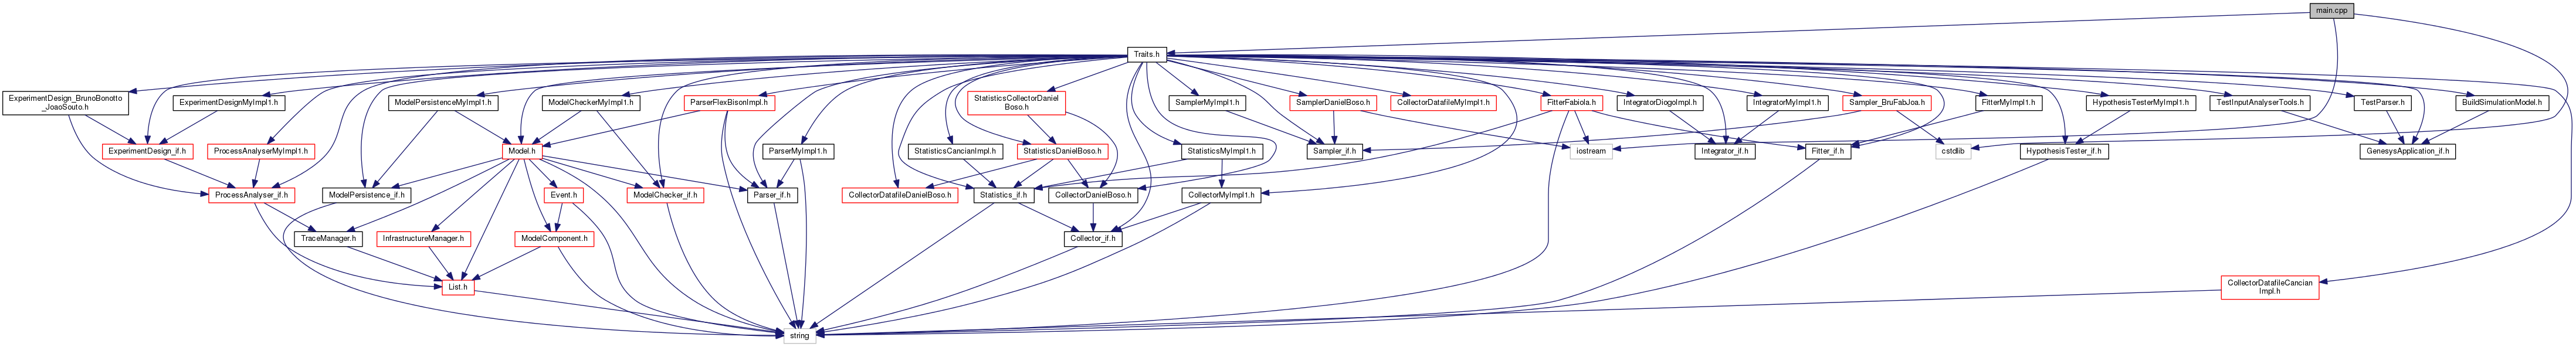 main.cpp
Traits.h
ExperimentDesign_BrunoBonotto
_JoaoSouto.h
ExperimentDesignMyImpl1.h
ModelPersistenceMyImpl1.h
ModelCheckerMyImpl1.h
ParserFlexBisonImpl.h
StatisticsCollectorDaniel
Boso.h
SamplerMyImpl1.h
SamplerDanielBoso.h
CollectorDatafileMyImpl1.h
FitterFabiola.h
IntegratorDiogoImpl.h
IntegratorMyImpl1.h
Sampler_BruFabJoa.h
FitterMyImpl1.h
HypothesisTesterMyImpl1.h
TestInputAnalyserTools.h
TestParser.h
BuildSimulationModel.h
ExperimentDesign_if.h
ProcessAnalyserMyImpl1.h
Model.h
ParserMyImpl1.h
StatisticsCancianImpl.h
StatisticsDanielBoso.h
StatisticsMyImpl1.h
Sampler_if.h
iostream
Integrator_if.h
Fitter_if.h
cstdlib
HypothesisTester_if.h
GenesysApplication_if.h
ProcessAnalyser_if.h
ModelPersistence_if.h
Event.h
ModelChecker_if.h
Parser_if.h
CollectorDatafileDanielBoso.h
Statistics_if.h
CollectorDanielBoso.h
CollectorMyImpl1.h
TraceManager.h
InfrastructureManager.h
ModelComponent.h
Collector_if.h
List.h
CollectorDatafileCancian
Impl.h
string